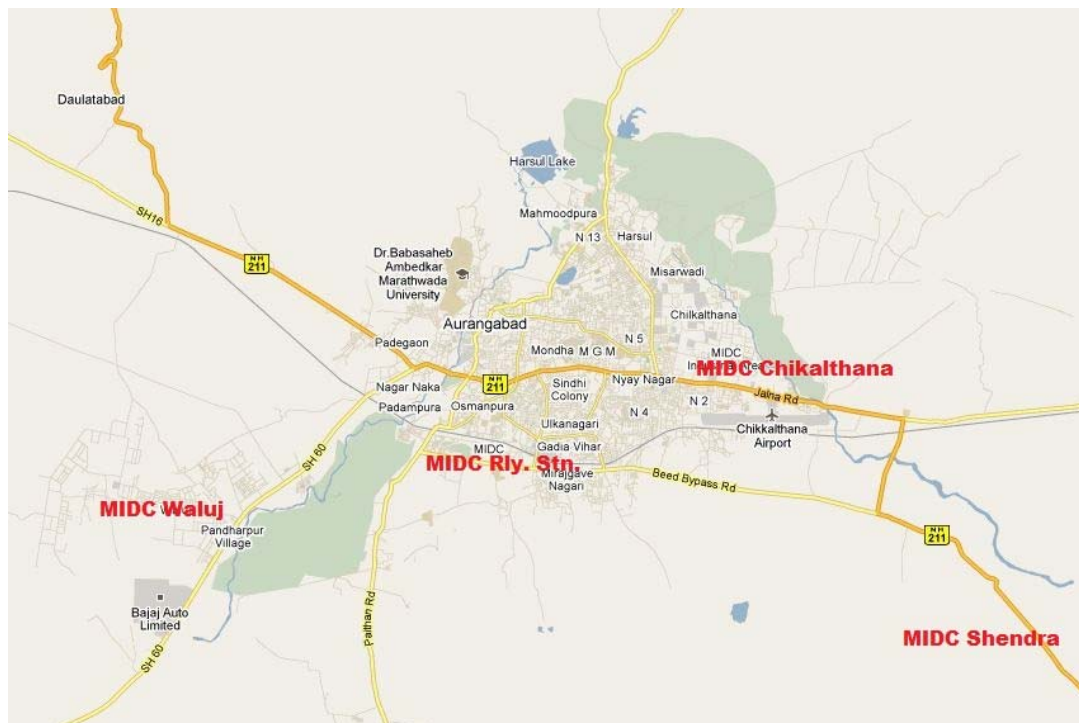 Daulatabad
Harsul Lake
SH16
Mahmoodpura
N 13
Harsul
NH
211
Dr.Babasaheb
Ambedkar
Marathwada
University
Misarwadi
Chilkalthana
Aurangabad
Padegaon
Mondha
M G M
N 5
MIDC
MIDC Chikalthana
Nagar Naka
NH
211
Sindhi
Colony
Nyay Nagar
Jalna Rd
Padampura
Osmanpura
N 4
N 2
Ulkanagari
Chikkalthana
Airport
MIDC
Gadia Vihar
SH 60
MIDC Rly. Stn.
Mirajgave
Nagari
Beed Bypass Rd
MIDC Waluj
Pandharpur
Village
NH
211
Bajaj Auto
Limited
Paithan Rd
MIDC Shendra
SH 60